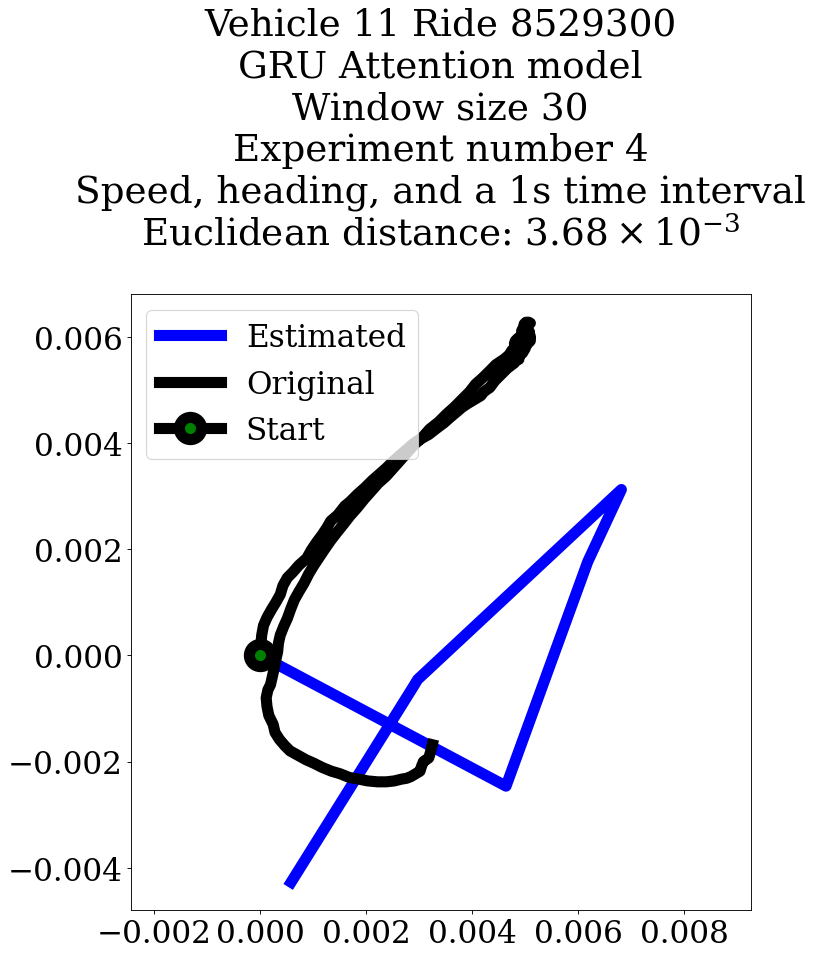 Vehicle 11 Ride 8529300
GRU Attention model
Window size 30
Experiment number 4
Speed, heading, and a 1s time interval
Euclidean distance: 3.68 × 10⁻³
Estimated
Original
Start
0.006
0.004
0.002
0.000
−0.002
−0.004
−0.002 0.000 0.002 0.004 0.006 0.008